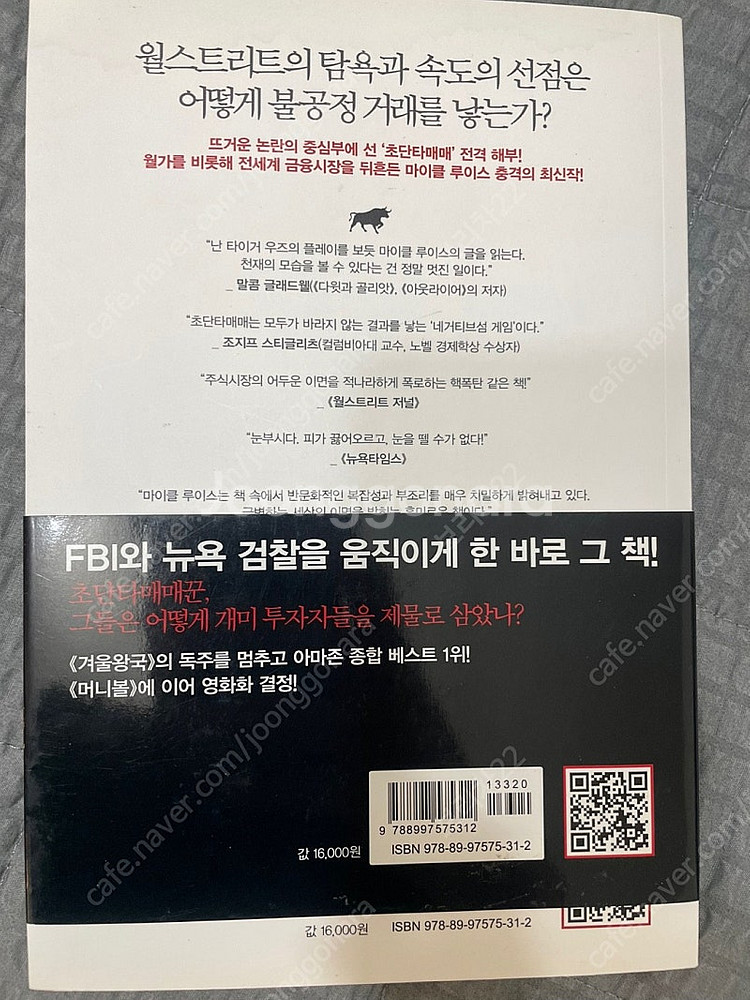 월스트리트의 탐욕과 속도의 선점은
어떻게 불공정 거래를 낳는가?
뜨거운 논란의 중심부에 선 ‘초단타매매’ 전격 해부!
월가를 비롯해 전세계 금융시장을 뒤흔든 마이클 루이스 충격의 최신작!
“난 타이거 우즈의 플레이를 보듯 마이클 루이스의 글을 읽는다.
천재의 모습을 볼 수 있다는 건 정말 멋진 일이다.”
_ 말콤 글래드웰(《다윗과 골리앗》, 《아웃라이어》의 저자)
“초단타매매는 모두가 바라지 않는 결과를 낳는 ‘네거티브섬 게임’이다.”
_ 조지프 스티글리츠(컬럼비아대 교수, 노벨 경제학상 수상자)
“주식시장의 어두운 이면을 적나라하게 폭로하는 핵폭탄 같은 책!”
_ 《월스트리트 저널》
“눈부시다. 피가 끓어오르고, 눈을 뗄 수가 없다!”
_ 《뉴욕타임스》
“마이클 루이스는 책 속에서 반문화적인 복잡성과 부조리를 매우 치밀하게 밝혀내고 있다.
FBI와 뉴욕 검찰을 움직이게 한 바로 그 책!
초단타매매꾼,
그들은 어떻게 개미 투자자들을 제물로 삼았나?
《겨울왕국》의 독주를 멈추고 아마존 종합 베스트 1위!
《머니볼》에 이어 영화화 결정!
13320
9 788997575312
값 16,000원
ISBN 978-89-97575-31-2
값 16,000원
ISBN 978-89-97575-31-2
cafe.naver.com/joonggonara